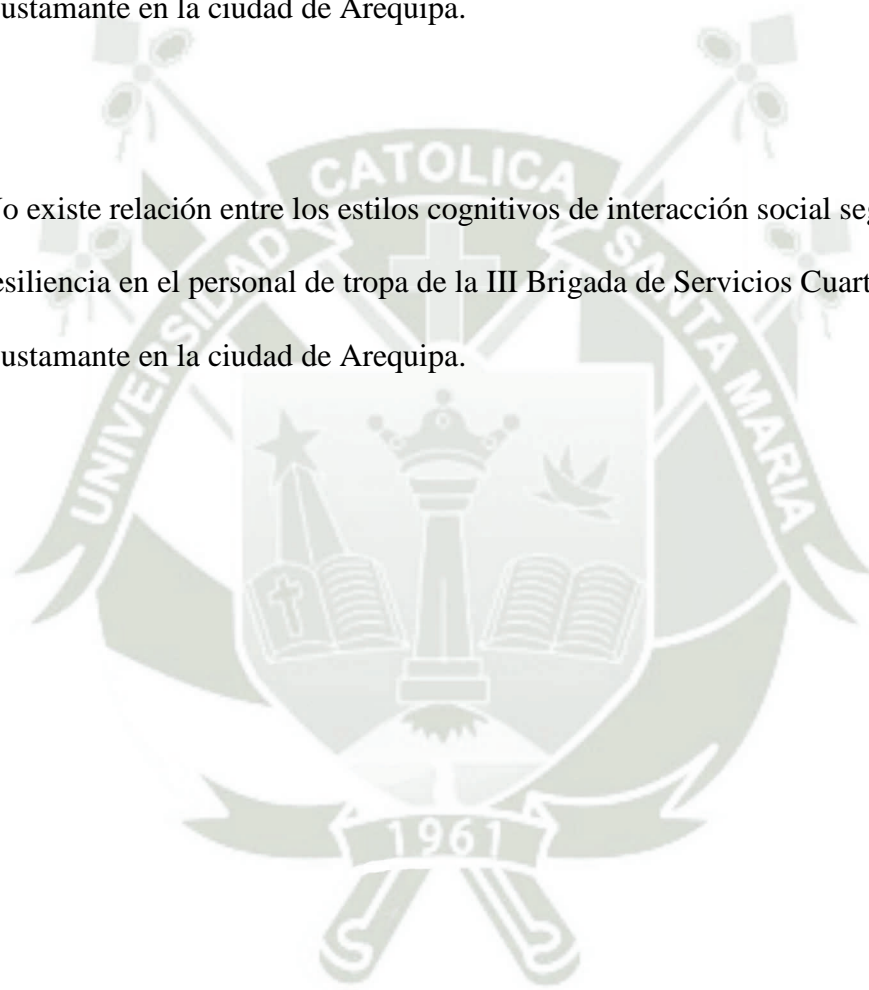 ustamante en la ciudad de Arequipa.
No existe relación entre los estilos cognitivos de interacción social seg
esiliencia en el personal de tropa de la III Brigada de Servicios Cuart
ustamante en la ciudad de Arequipa.
UNIVERSIDAD CATOLICA SANTA MARIA
1961